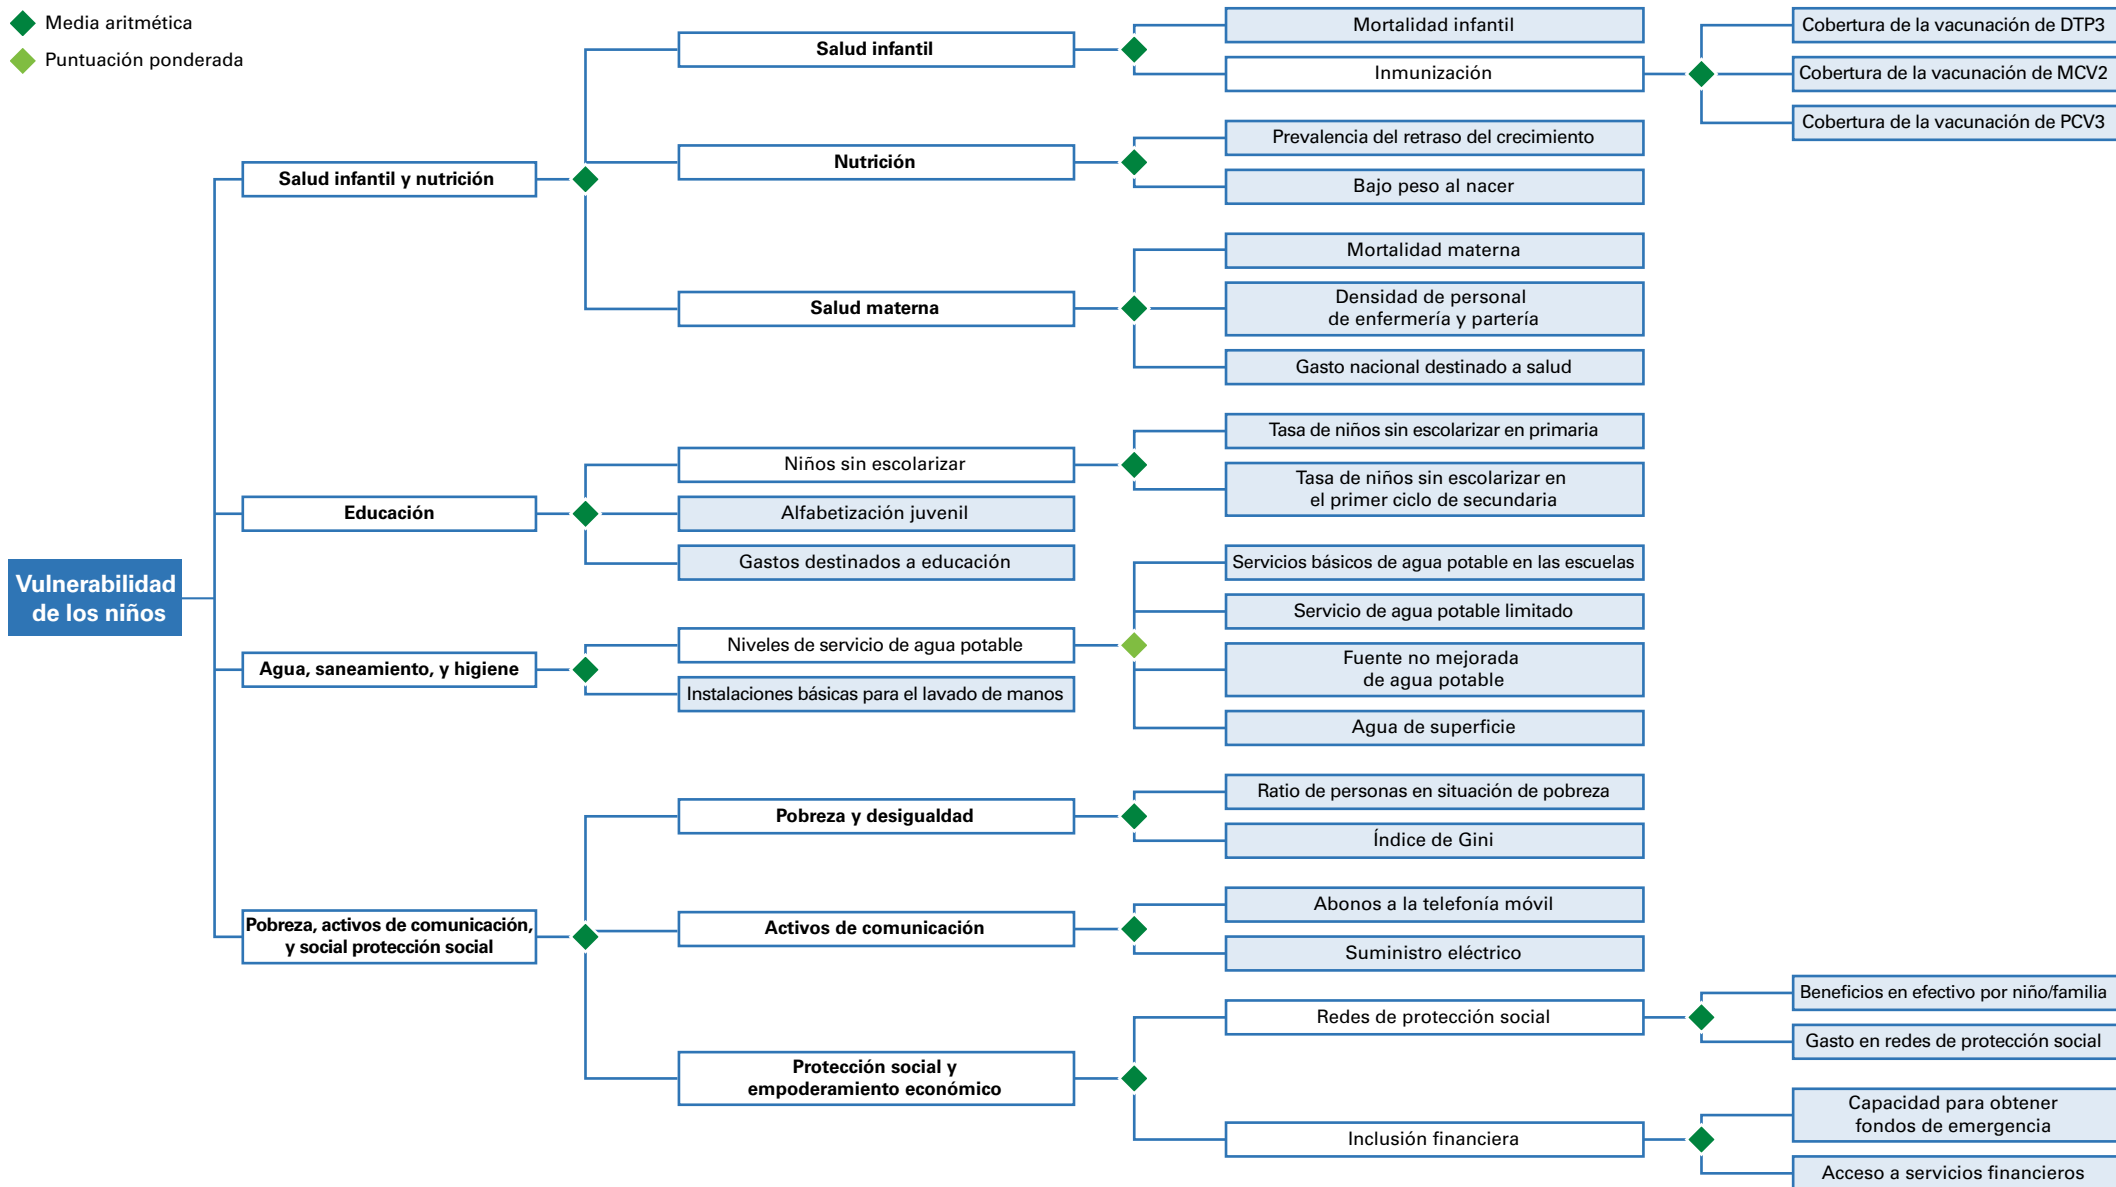 Media aritmética
Puntuación ponderada
Vulnerabilidad
de los niños
Salud infantil y nutrición
Salud infantil
Mortalidad infantil
Inmunización
Cobertura de la vacunación de DTP3
Cobertura de la vacunación de MCV2
Cobertura de la vacunación de PCV3
Nutrición
Prevalencia del retraso del crecimiento
Bajo peso al nacer
Salud materna
Mortalidad materna
Densidad de personal
de enfermería y partería
Gasto nacional destinado a salud
Educación
Niños sin escolarizar
Tasa de niños sin escolarizar en primaria
Tasa de niños sin escolarizar en
el primer ciclo de secundaria
Alfabetización juvenil
Gastos destinados a educación
Agua, saneamiento, y higiene
Niveles de servicio de agua potable
Servicios básicos de agua potable en las escuelas
Servicio de agua potable limitado
Fuente no mejorada
de agua potable
Agua de superficie
Instalaciones básicas para el lavado de manos
Pobreza, activos de comunicación,
y social protección social
Pobreza y desigualdad
Ratio de personas en situación de pobreza
Índice de Gini
Activos de comunicación
Abonos a la telefonía móvil
Suministro eléctrico
Protección social y
empoderamiento económico
Redes de protección social
Beneficios en efectivo por niño/familia
Gasto en redes de protección social
Inclusión financiera
Capacidad para obtener
fondos de emergencia
Acceso a servicios financieros